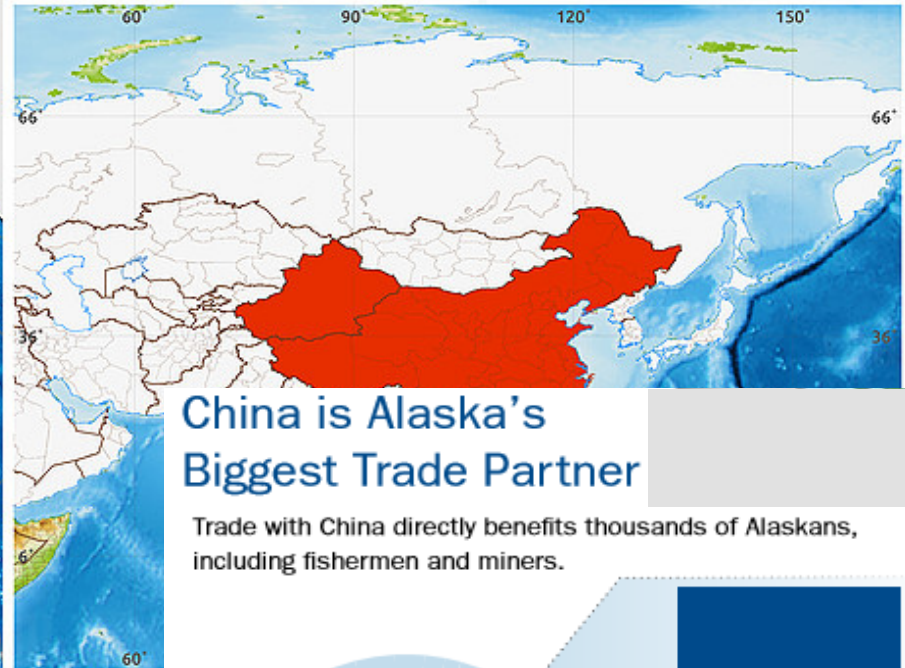 60° 90° 120° 150°
66° 66°
36° 36°
China is Alaska's
Biggest Trade Partner
Trade with China directly benefits thousands of Alaskans,
including fishermen and miners.
6°
60°